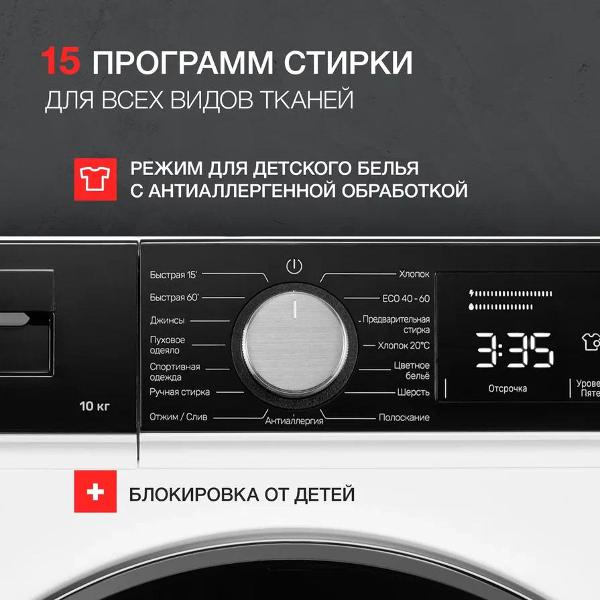 15 ПРОГРАММ СТИРКИ
ДЛЯ ВСЕХ ВИДОВ ТКАНЕЙ
РЕЖИМ ДЛЯ ДЕТСКОГО БЕЛЬЯ
С АНТИАЛЛЕРГЕННОЙ ОБРАБОТКОЙ
Быстрая 15'
Быстрая 60'
Джинсы
Пуховое
одеяло
Спортивная
одежда
Ручная стирка
Отжим / Слив
Антиаллергия
Хлопок
ECO 40 - 60
Предварительная
стирка
Хлопок 20°C
Цветное
бельё
Шерсть
Полоскание
3:35
Отсрочка
10 кг
БЛОКИРОВКА ОТ ДЕТЕЙ